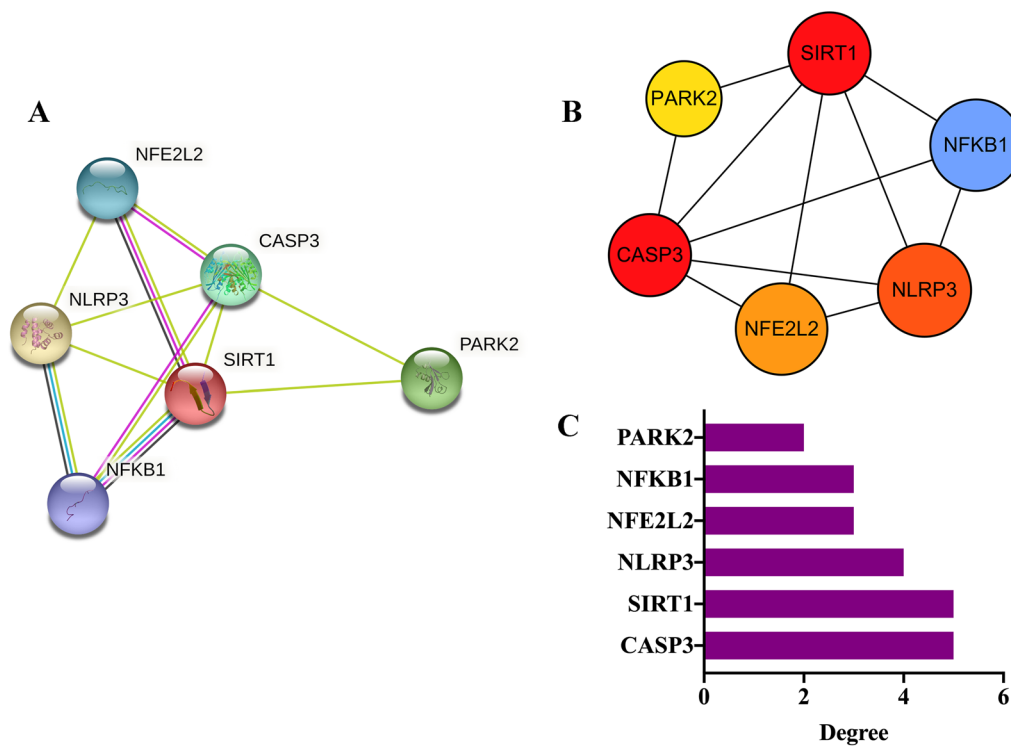 A
NFE2L2
CASP3
NLRP3
SIRT1
PARK2
NFKB1
B
SIRT1
PARK2
NFKB1
CASP3
NLRP3
NFE2L2
C
PARK2
NFKB1
NFE2L2
NLRP3
SIRT1
CASP3
0 2 4 6
Degree